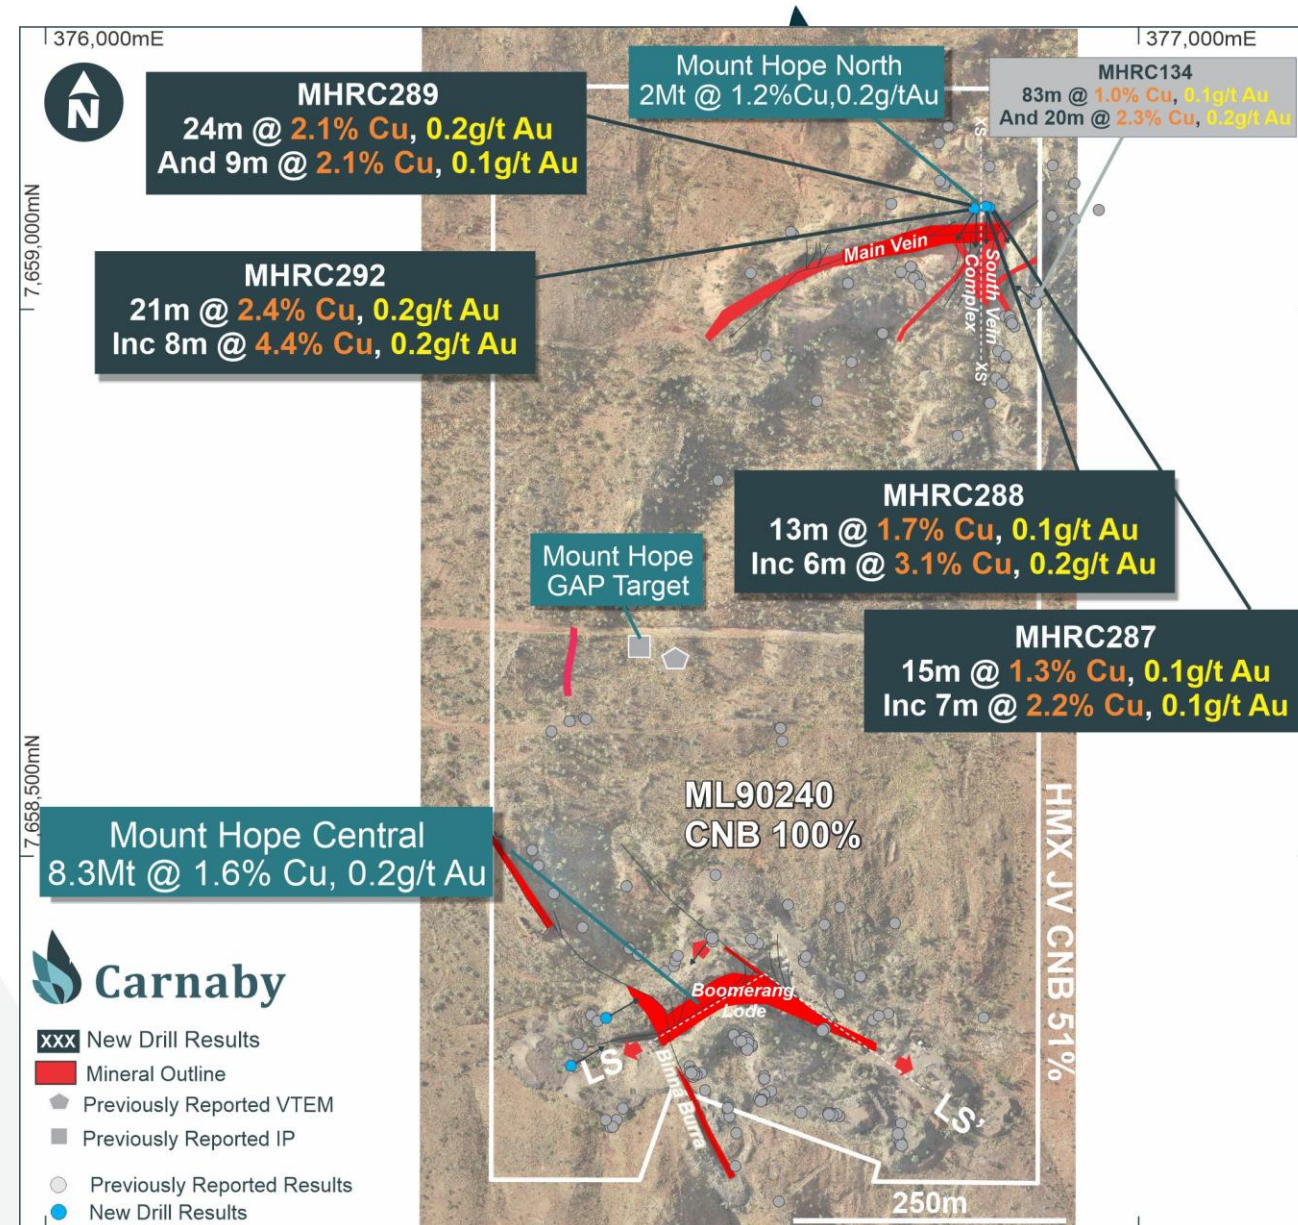 376,000mE
377,000mE
N
MHRC289
24m @ 2.1% Cu, 0.2g/t Au
And 9m @ 2.1% Cu, 0.1g/t Au
Mount Hope North
2Mt @ 1.2%Cu,0.2g/tAu
MHRC134
83m @ 1.0% Cu, 0.1g/t Au
And 20m @ 2.3% Cu, 0.2g/t Au
XS
7,659,000mN
Main Vein
South Vein
Complex
XS'
MHRC292
21m @ 2.4% Cu, 0.2g/t Au
Inc 8m @ 4.4% Cu, 0.2g/t Au
MHRC288
13m @ 1.7% Cu, 0.1g/t Au
Inc 6m @ 3.1% Cu, 0.2g/t Au
Mount Hope
GAP Target
MHRC287
15m @ 1.3% Cu, 0.1g/t Au
Inc 7m @ 2.2% Cu, 0.1g/t Au
7,658,500mN
ML90240
CNB 100%
HMX JV CNB 51%
Mount Hope Central
8.3Mt @ 1.6% Cu, 0.2g/t Au
Boomerang
Lode
LS
Binna Burra
LS'
Carnaby
XXX New Drill Results
Mineral Outline
Previously Reported VTEM
Previously Reported IP
Previously Reported Results
New Drill Results
250m